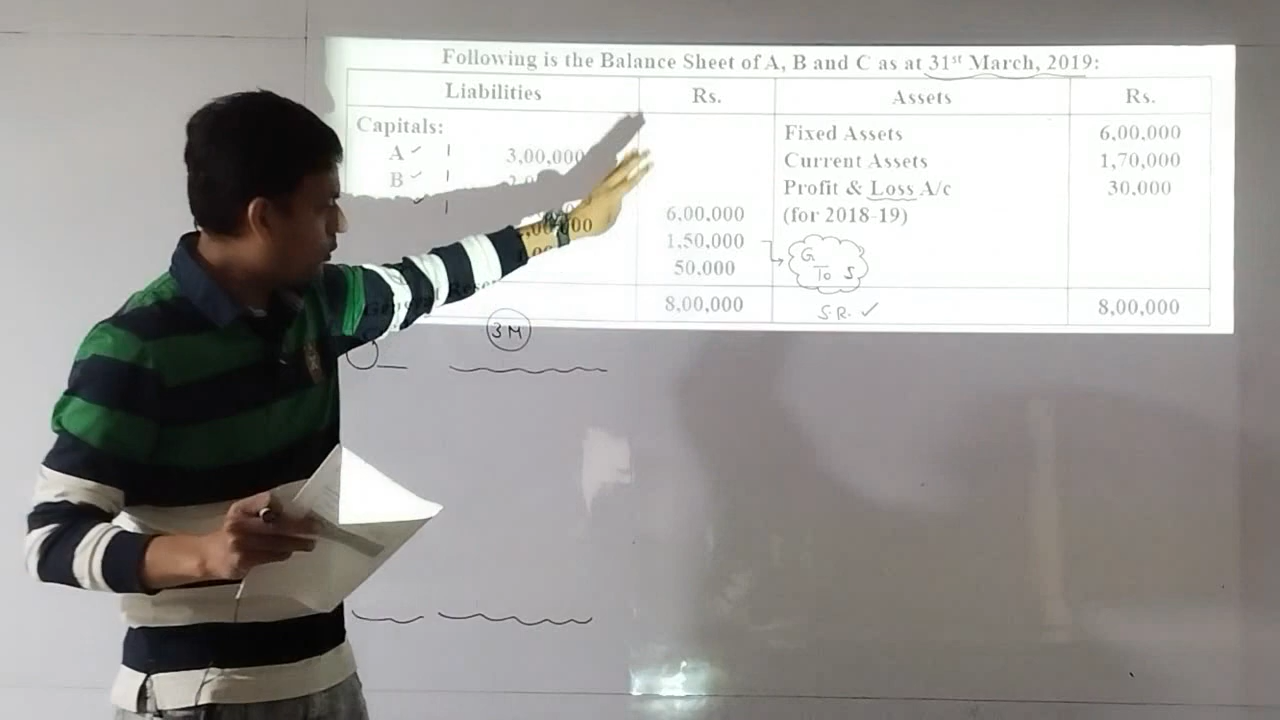 Following is the Balance Sheet of A, B and C as at 31st March, 2019:
Liabilities Rs. Assets Rs.
Capitals: Fixed Assets 6,00,000
A 3,00,000 Current Assets 1,70,000
B Profit & Loss A/c 30,000
6,00,000 (for 2018-19)
1,50,000 G
50,000 To S
8,00,000 S.R. ✓ 8,00,000
3M